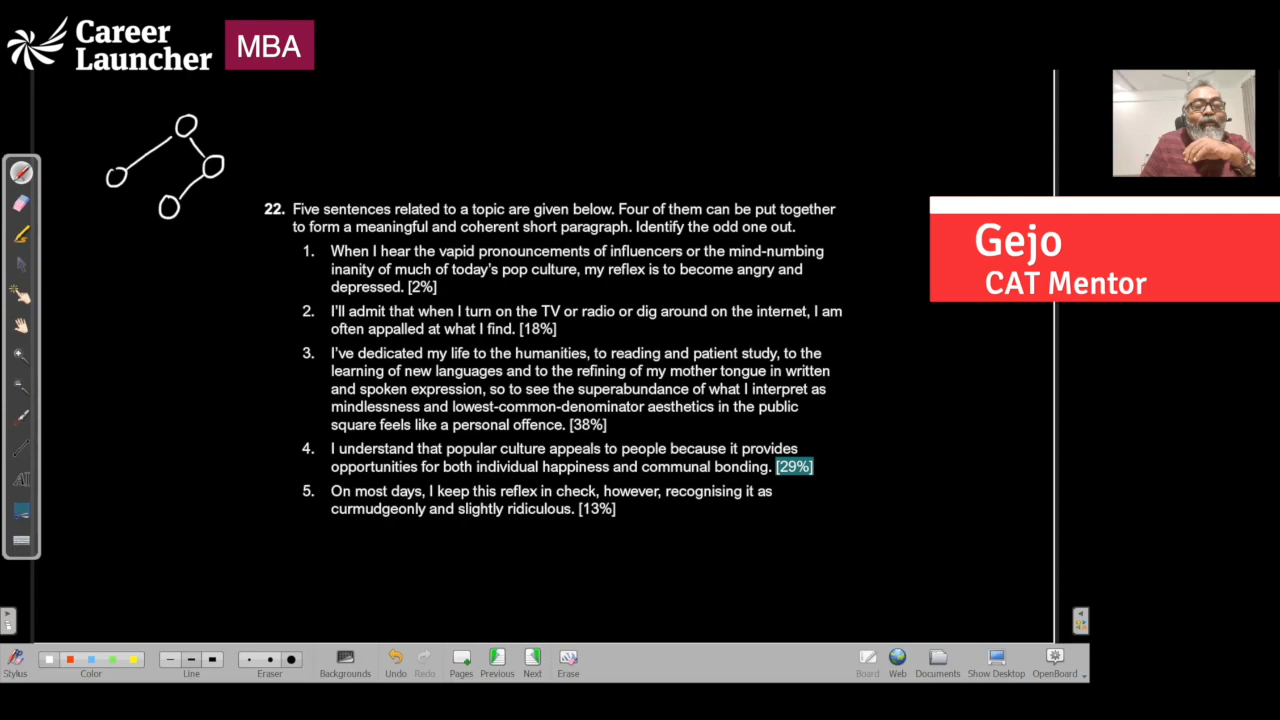 Career
Launcher
MBA
22. Five sentences related to a topic are given below. Four of them can be put together
to form a meaningful and coherent short paragraph. Identify the odd one out.
1. When I hear the vapid pronouncements of influencers or the mind-numbing
inanity of much of today's pop culture, my reflex is to become angry and
depressed. [2%]
2. I'll admit that when I turn on the TV or radio or dig around on the internet, I am
often appalled at what I find. [18%]
3. I've dedicated my life to the humanities, to reading and patient study, to the
learning of new languages and to the refining of my mother tongue in written
and spoken expression, so to see the superabundance of what I interpret as
mindlessness and lowest-common-denominator aesthetics in the public
square feels like a personal offence. [38%]
4. I understand that popular culture appeals to people because it provides
opportunities for both individual happiness and communal bonding. [29%]
5. On most days, I keep this reflex in check, however, recognising it as
curmudgeonly and slightly ridiculous. [13%]
Gejo
CAT Mentor
Stylus
Color
Line
Eraser
Backgrounds
Undo
Redo
Pages
Previous
Next
Erase
Board
Web
Documents
Show Desktop
OpenBoard